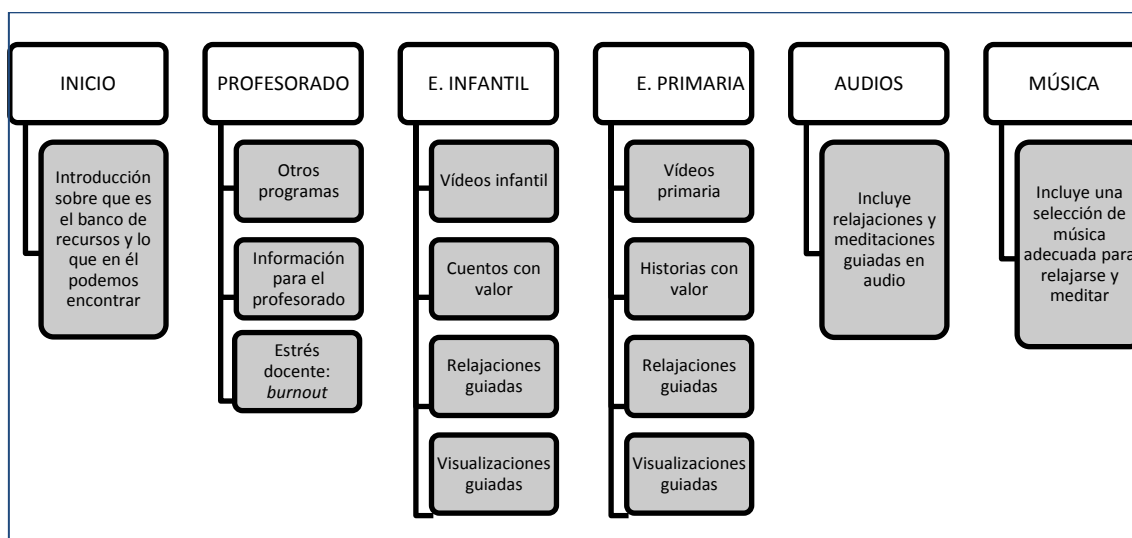 INICIO
Introducción
sobre que es
el banco de
recursos y lo
que en él
podemos
encontrar
PROFESORADO
Otros
programas
Información
para el
profesorado
Estrés
docente:
burnout
E. INFANTIL
Vídeos infantil
Cuentos con
valor
Relajaciones
guiadas
Visualizaciones
guiadas
E. PRIMARIA
Vídeos
primaria
Historias con
valor
Relajaciones
guiadas
Visualizaciones
guiadas
AUDIOS
Incluye
relajaciones y
meditaciones
guiadas en
audio
MÚSICA
Incluye una
selección de
música
adecuada para
relajarse y
meditar